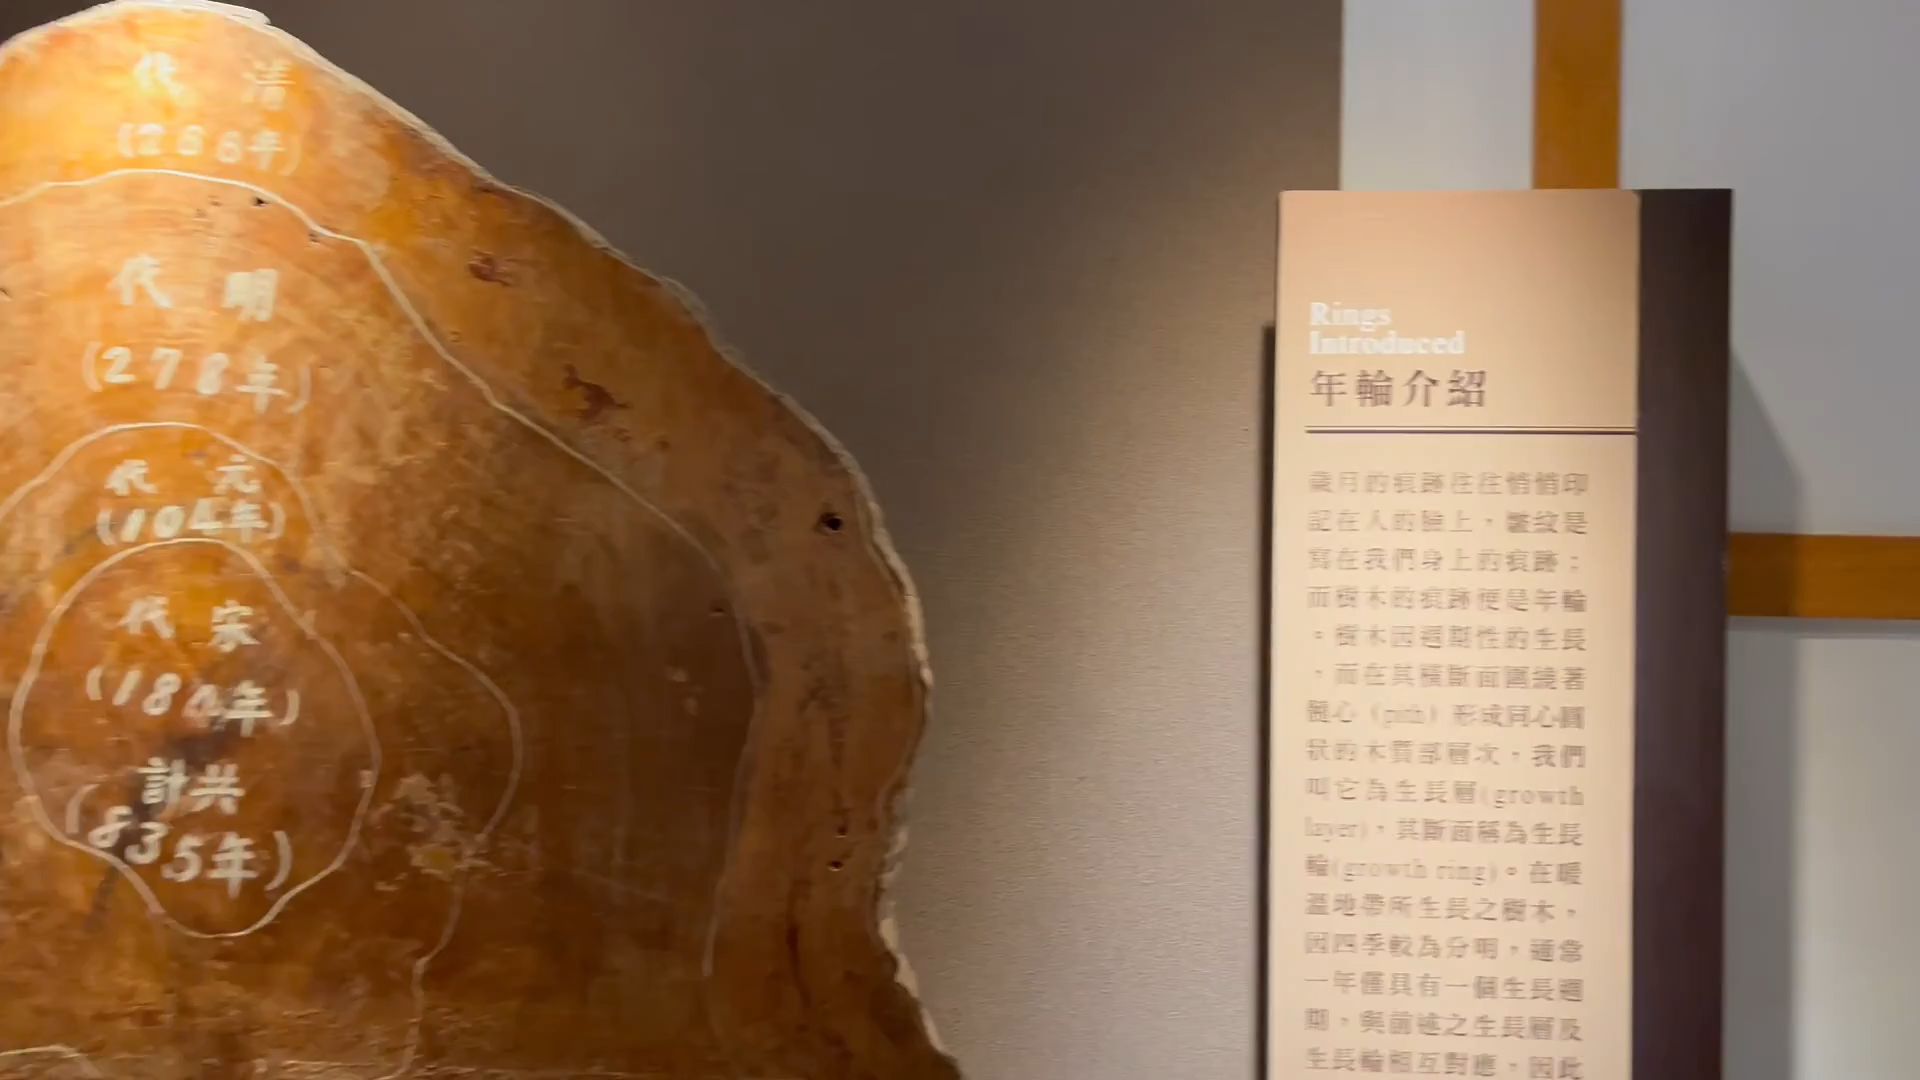 清代
(266年)
明代
(278年)
元代
(104年)
宋代
共計
(835年)
Rings
Introduced
年輪介紹
歲月的痕跡往往悄悄印
記在人的臉上，皺紋是
寫在我們身上的痕跡；
而樹木的痕跡便是年輪
。樹木因週期性的生長
，而在其橫斷面圍繞著
髓心（pith）形成同心圓
狀的木質部層次，我們
叫它為生長層(growth
layer)，其斷面稱為生長
輪(growth ring)。在暖
溫地帶所生長之樹木，
因四季較為分明，通常
一年僅具有一個生長週
期，與前述之生長層及
生長輪相互對應，因此